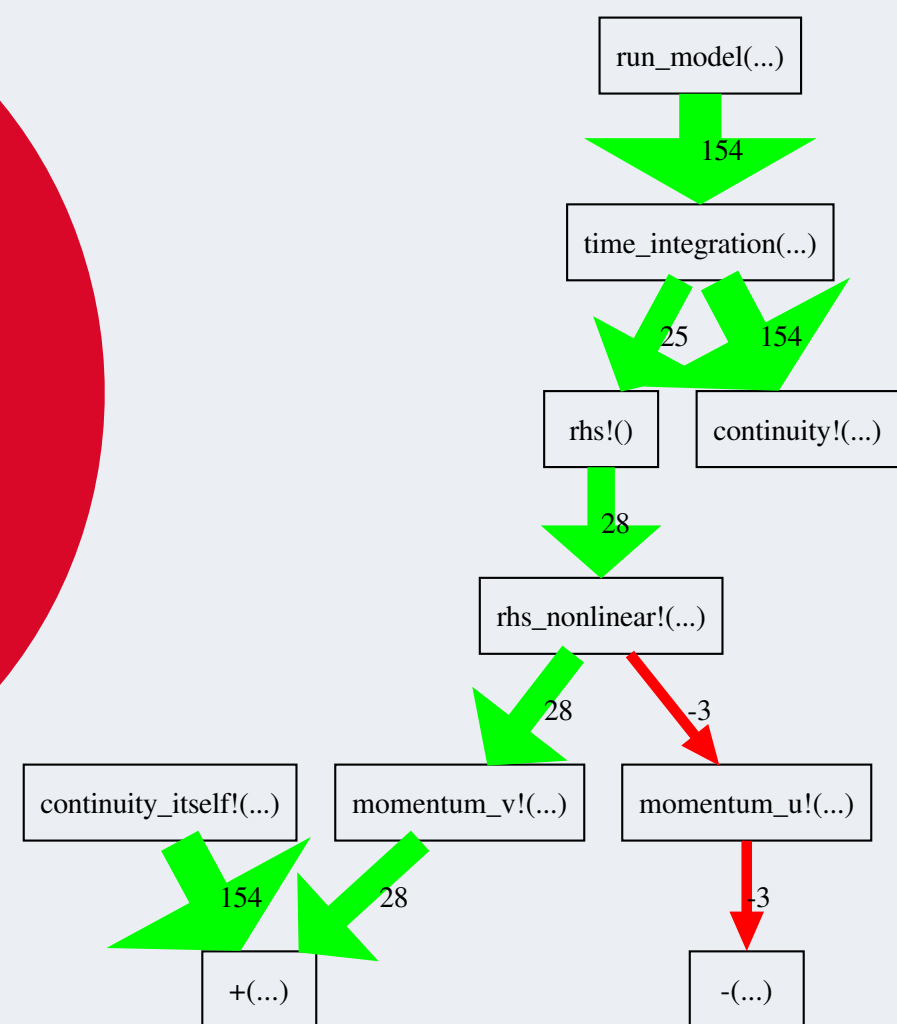 run_model(...)
154
time_integration(...)
25
154
rhs!()
continuity!(...)
28
rhs_nonlinear!(...)
28
-3
continuity_itself!(...)
momentum_v!(...)
momentum_u!(...)
154
28
-3
+(...)
-(...)